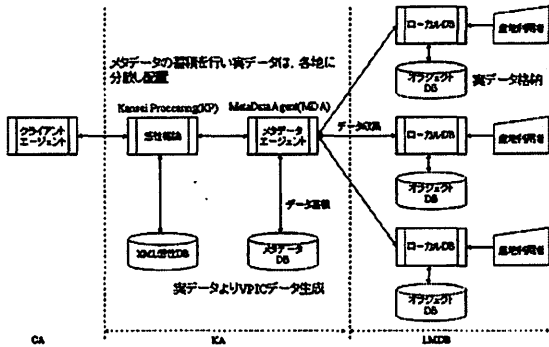 メタデータの蓄積を行い実データは、各地に
分散し配置
Kansei Processing(KP)
MetaDataAgent(MDA)
クライアント
エージェント
感性
メタデータ
エージェント
データ収集
データ蓄積
XML感性DB
メタデータ
DB
実データよりVPICデータ生成
ローカルDB
オブジェクト
DB
実データ格納
ローカルDB
オブジェクト
DB
ローカルDB
オブジェクト
DB
CA
KA
LMDB